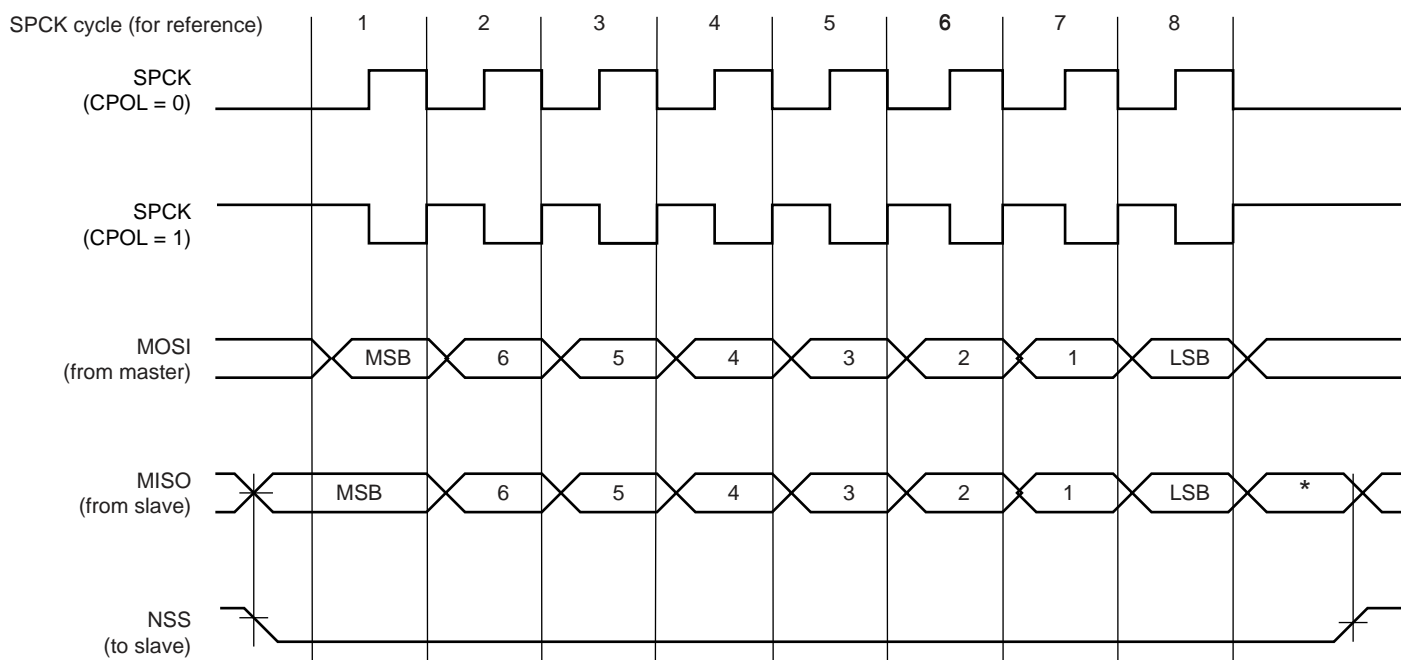 SPCK cycle (for reference) 1 2 3 4 5 6 7 8
SPCK
(CPOL = 0)
SPCK
(CPOL = 1)
MOSI
(from master)
MSB 6 5 4 3 2 1 LSB
MISO
(from slave)
MSB 6 5 4 3 2 1 LSB *
NSS
(to slave)